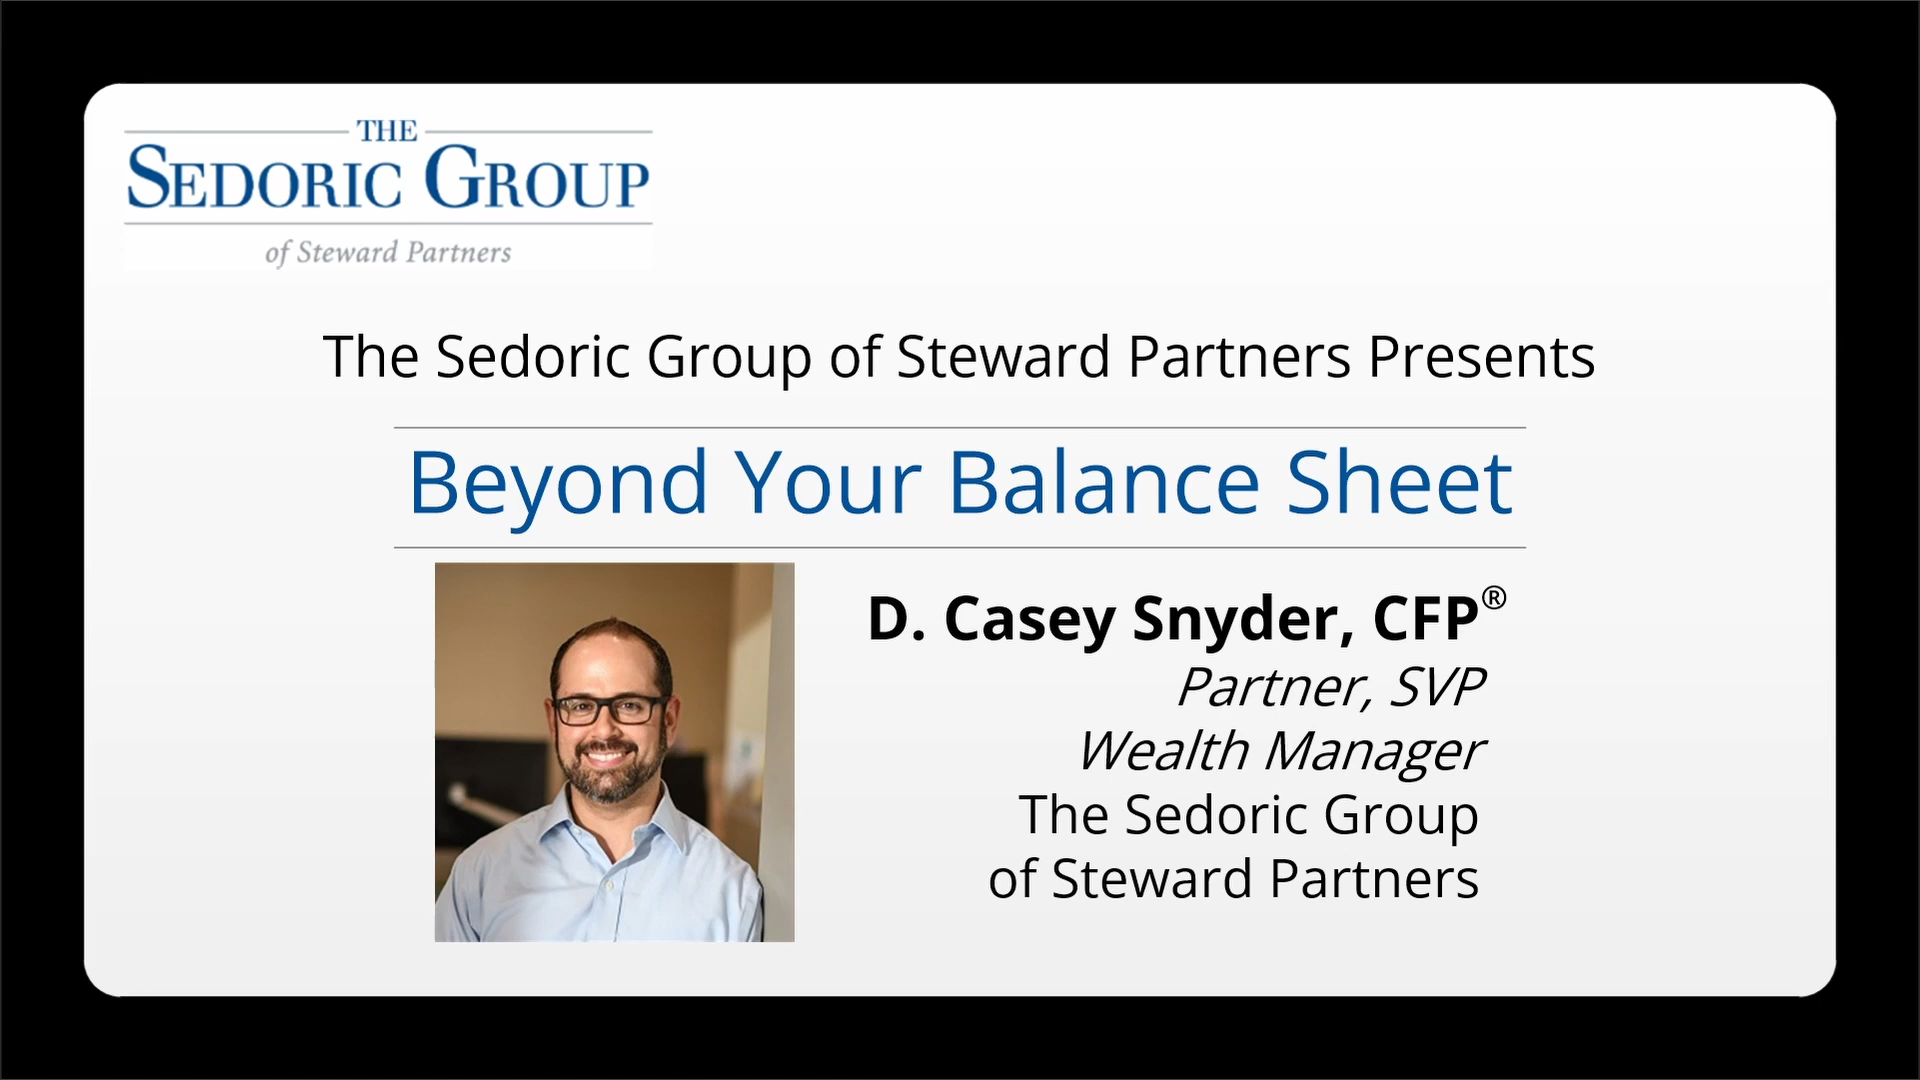 THE
SEDORIC GROUP
of Steward Partners
The Sedoric Group of Steward Partners Presents
Beyond Your Balance Sheet
D. Casey Snyder, CFP®
Partner, SVP
Wealth Manager
The Sedoric Group
of Steward Partners